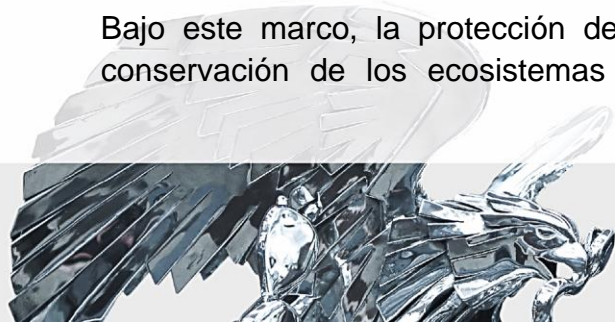 Bajo este marco, la protección de
conservación de los ecosistemas